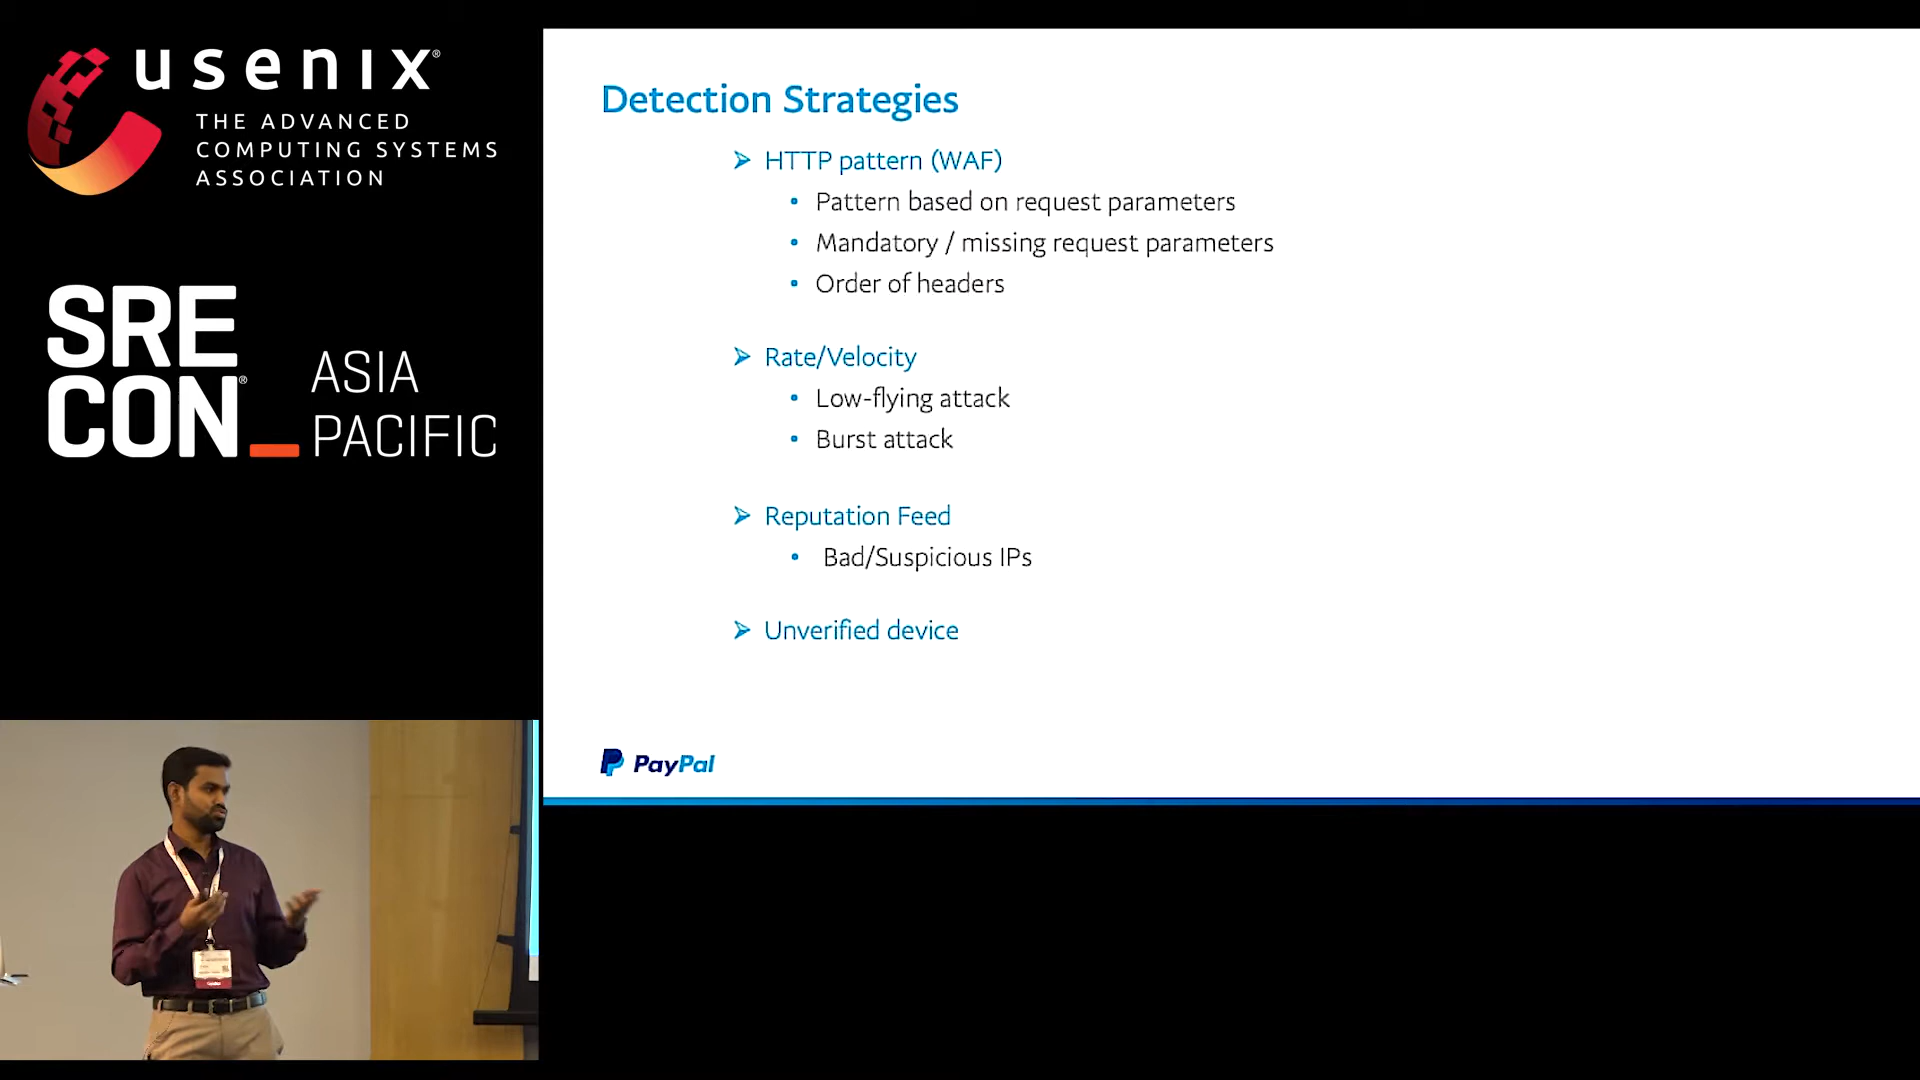 usenix®
THE ADVANCED
COMPUTING SYSTEMS
ASSOCIATION
SRE
CON®
ASIA
PACIFIC
Detection Strategies
HTTP pattern (WAF)
Pattern based on request parameters
Mandatory / missing request parameters
Order of headers
Rate/Velocity
Low-flying attack
Burst attack
Reputation Feed
Bad/Suspicious IPs
Unverified device
PayPal